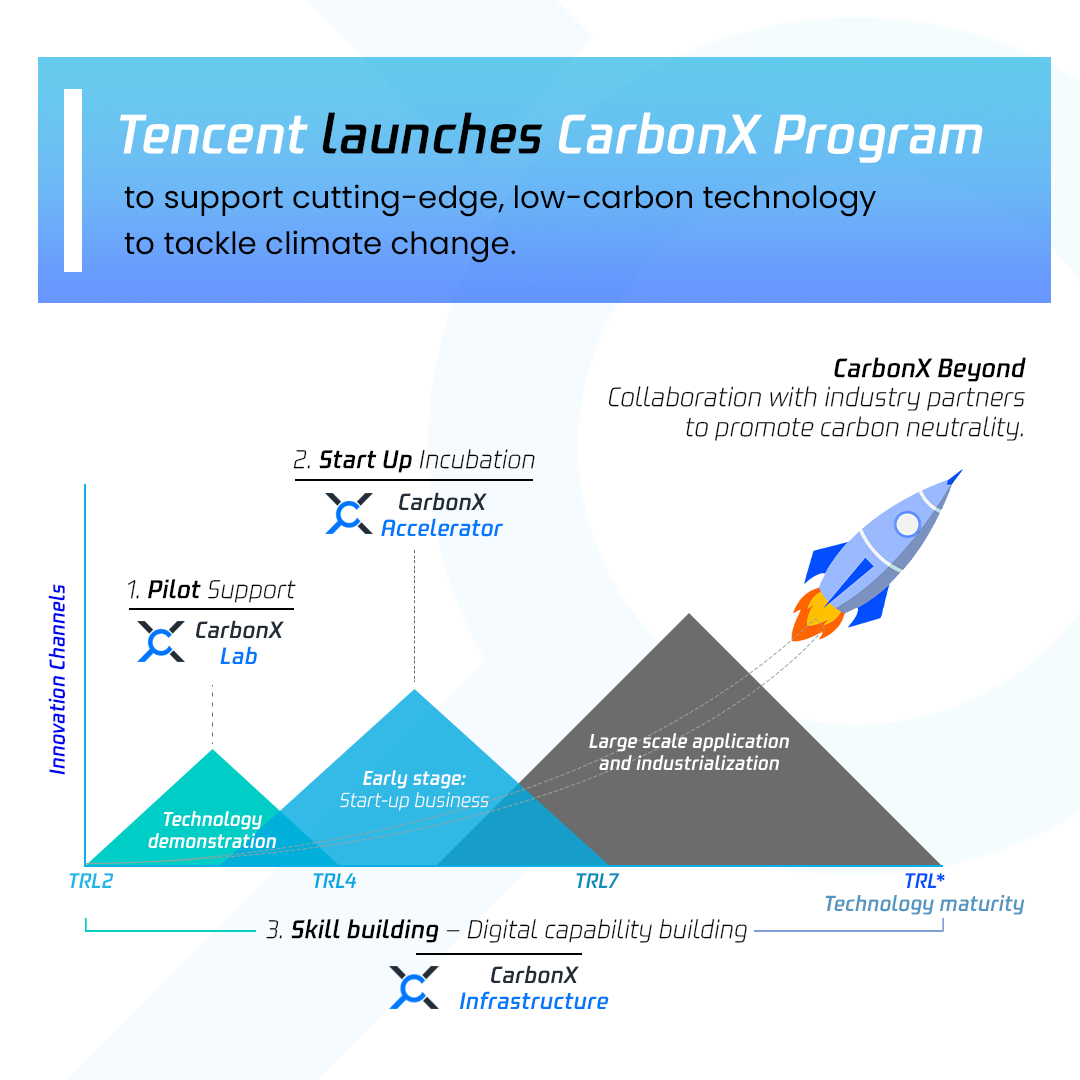 Tencent launches CarbonX Program
to support cutting-edge, low-carbon technology
to tackle climate change.
CarbonX Beyond
Collaboration with industry partners
to promote carbon neutrality.
2. Start Up Incubation
CarbonX
Accelerator
1. Pilot Support
CarbonX
Lab
Innovation Channels
Large scale application
and industrialization
Early stage:
Start-up business
Technology
demonstration
TRL2
TRL4
TRL7
TRL*
Technology maturity
3. Skill building – Digital capability building
CarbonX
Infrastructure